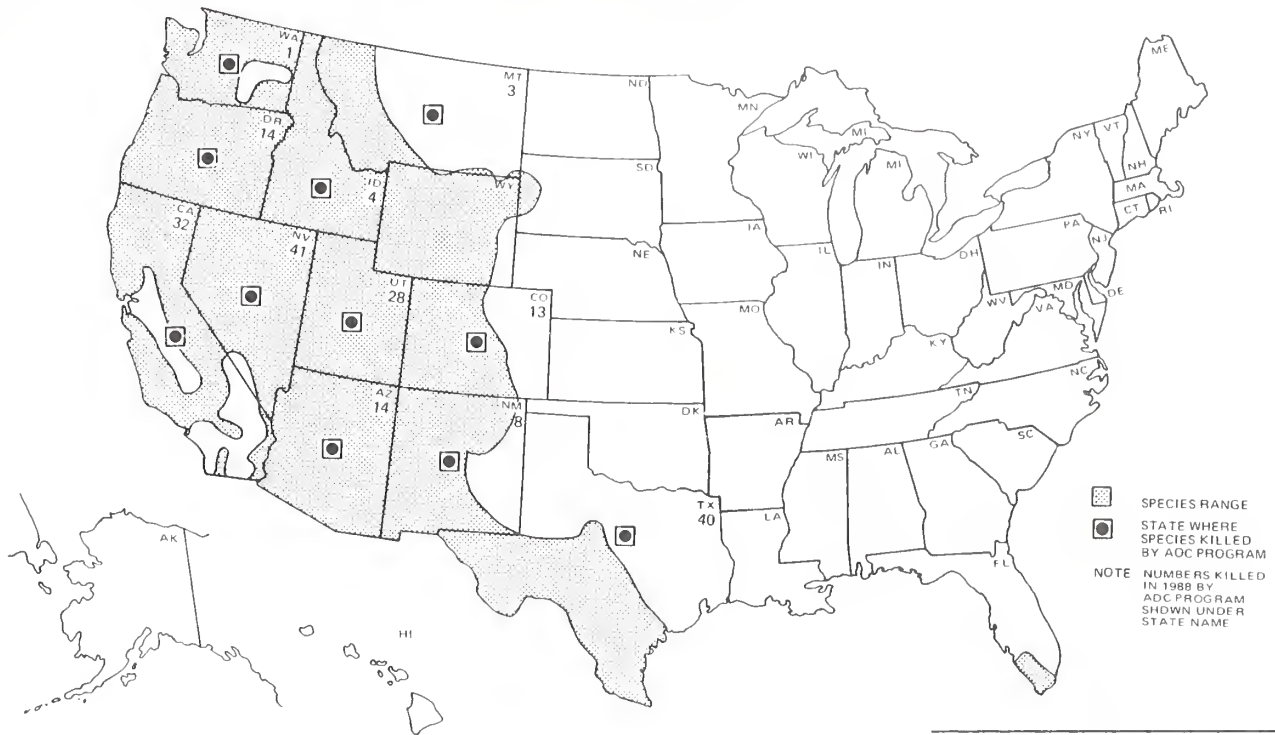 WA
1
MT
3
ND
MN
ME
OR
14
MI
NY
VT
WI
MI
NH
ID
4
WY
SD
MA
CT
RI
CA
32
NV
41
IA
PA
NJ
NE
IL
IN
OH
UT
28
CO
13
MO
WV
MD
DE
VA
KS
KY
NC
AZ
14
NM
8
OK
TN
AR
SC
MS
AL
GA
TX
40
LA
FL
AK
HI
SPECIES RANGE
STATE WHERE
SPECIES KILLED
BY ADC PROGRAM
NOTE NUMBERS KILLED
IN 1988 BY
ADC PROGRAM
SHOWN UNDER
STATE NAME